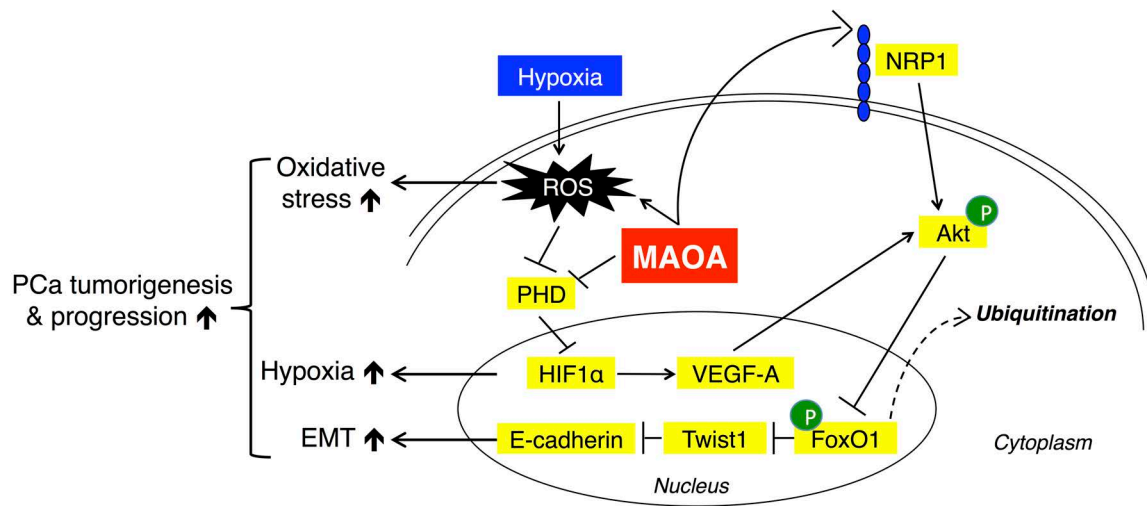 Hypoxia
NRP1
Oxidative
stress
ROS
P
Akt
MAOA
PCa tumorigenesis
& progression
PHD
Ubiquitination
Hypoxia
HIF1α
VEGF-A
P
EMT
E-cadherin
Twist1
FoxO1
Cytoplasm
Nucleus